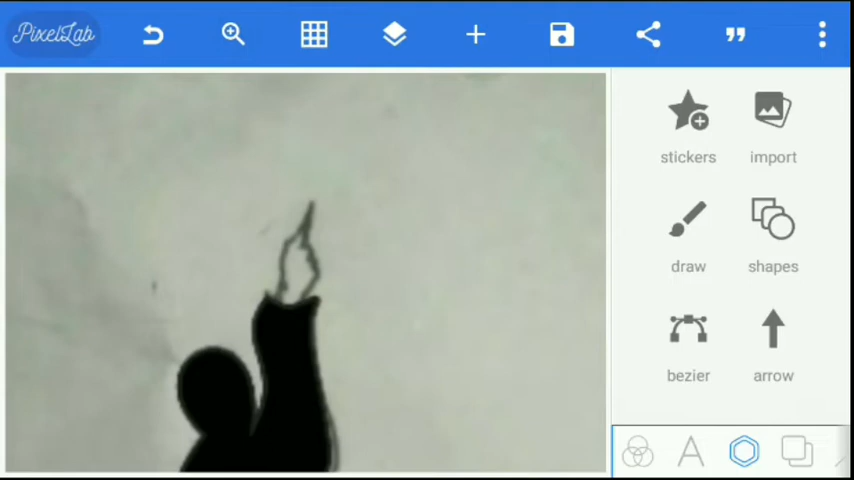 PixelLab
stickers
import
draw
shapes
bezier
arrow